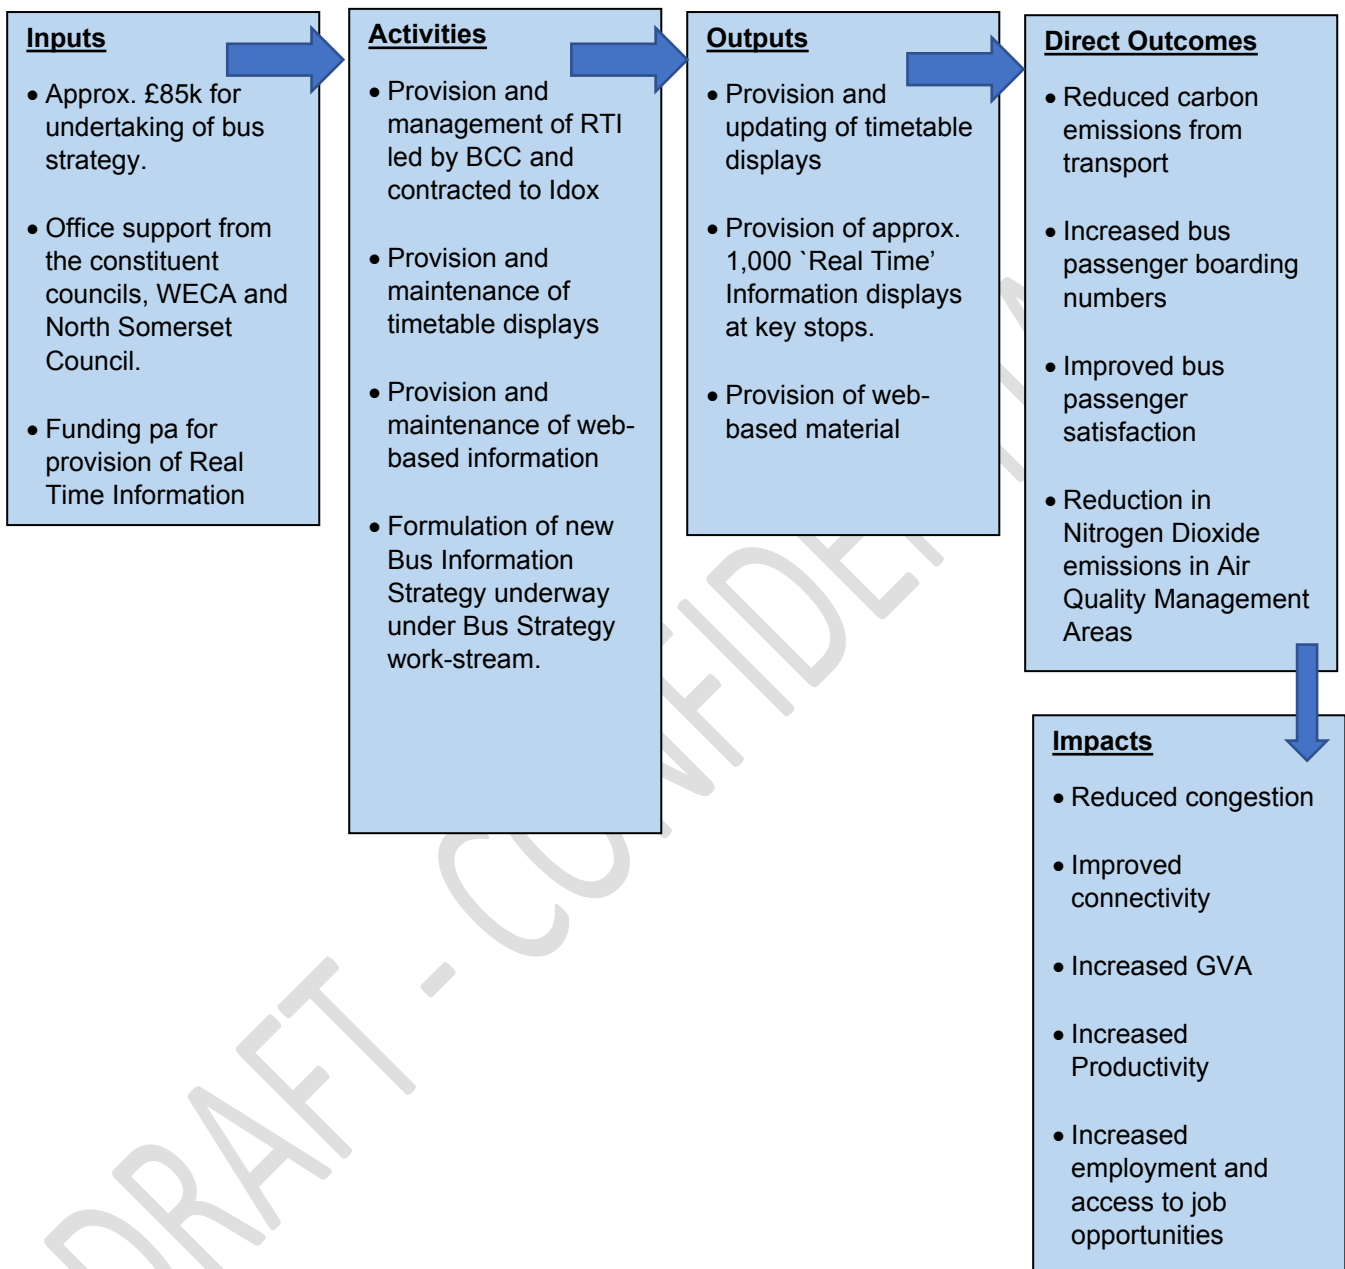 Inputs
• Approx. £85k for
undertaking of bus
strategy.
• Office support from
the constituent
councils, WECA and
North Somerset
Council.
• Funding pa for
provision of Real
Time Information
Activities
• Provision and
management of RTI
led by BCC and
contracted to Idox
• Provision and
maintenance of
timetable displays
• Provision and
maintenance of web-
based information
• Formulation of new
Bus Information
Strategy underway
under Bus Strategy
work-stream.
Outputs
• Provision and
updating of timetable
displays
• Provision of approx.
1,000 `Real Time’
Information displays
at key stops.
• Provision of web-
based material
Direct Outcomes
• Reduced carbon
emissions from
transport
• Increased bus
passenger boarding
numbers
• Improved bus
passenger
satisfaction
• Reduction in
Nitrogen Dioxide
emissions in Air
Quality Management
Areas
Impacts
• Reduced congestion
• Improved
connectivity
• Increased GVA
• Increased
Productivity
• Increased
employment and
access to job
opportunities
DRAFT -